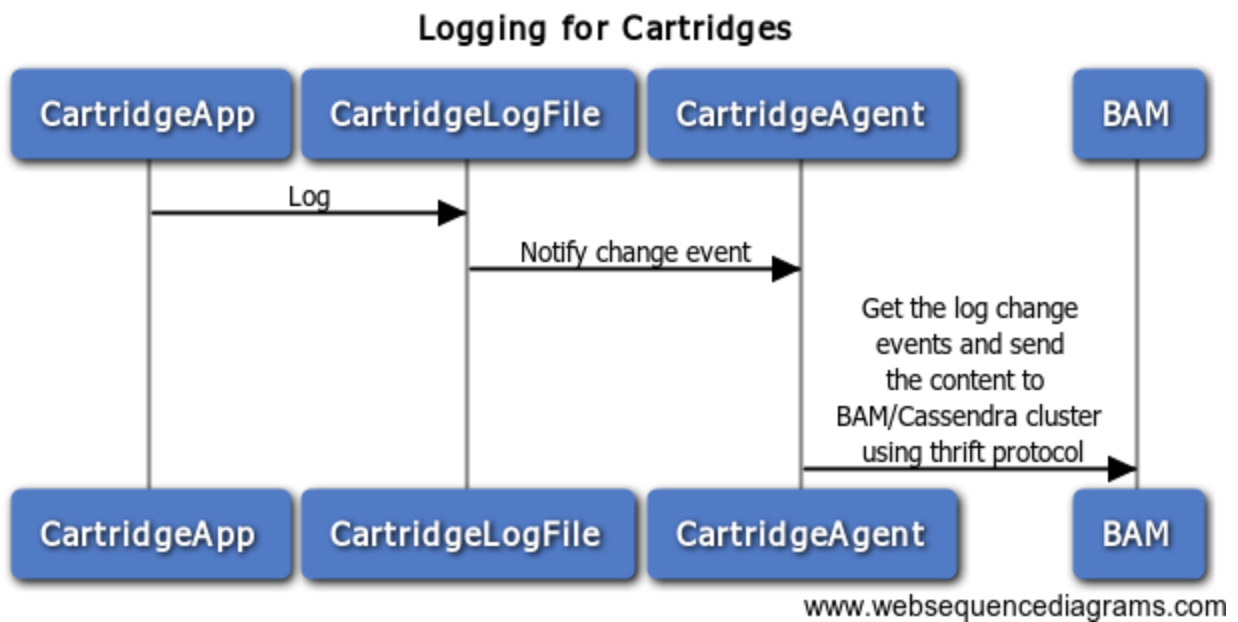 Logging for Cartridges
CartridgeApp
CartridgeLogFile
CartridgeAgent
BAM
Log
Notify change event
Get the log change
events and send
the content to
BAM/Cassendra cluster
using thrift protocol
CartridgeApp
CartridgeLogFile
CartridgeAgent
BAM
www.websequencediagrams.com